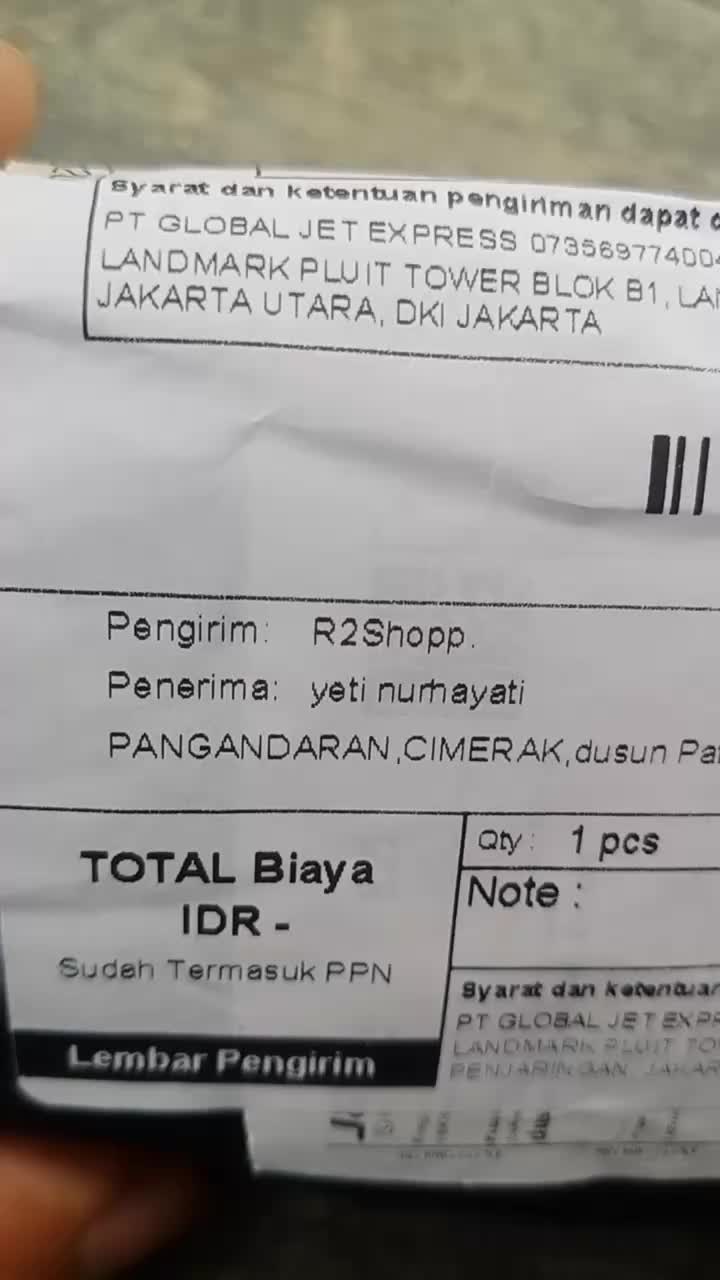 Syarat dan ketentuan pengiriman dapat
PT GLOBAL JET EXPRESS 07356977400
LANDMARK PLUIT TOWER BLOK B1,
JAKARTA UTARA, DKI JAKARTA
Pengirim: R2Shopp.
Penerima: yeti nurhayati
PANGANDARAN,CIMERAK,dusun
TOTAL Biaya
IDR -
Sudah Termasuk PPN
Lembar Pengirim
Qty : 1 pcs
Note :
Syarat dan ketentuan
PT GLOBAL JET
LANDMARK PLUIT
PENJARINGAN,